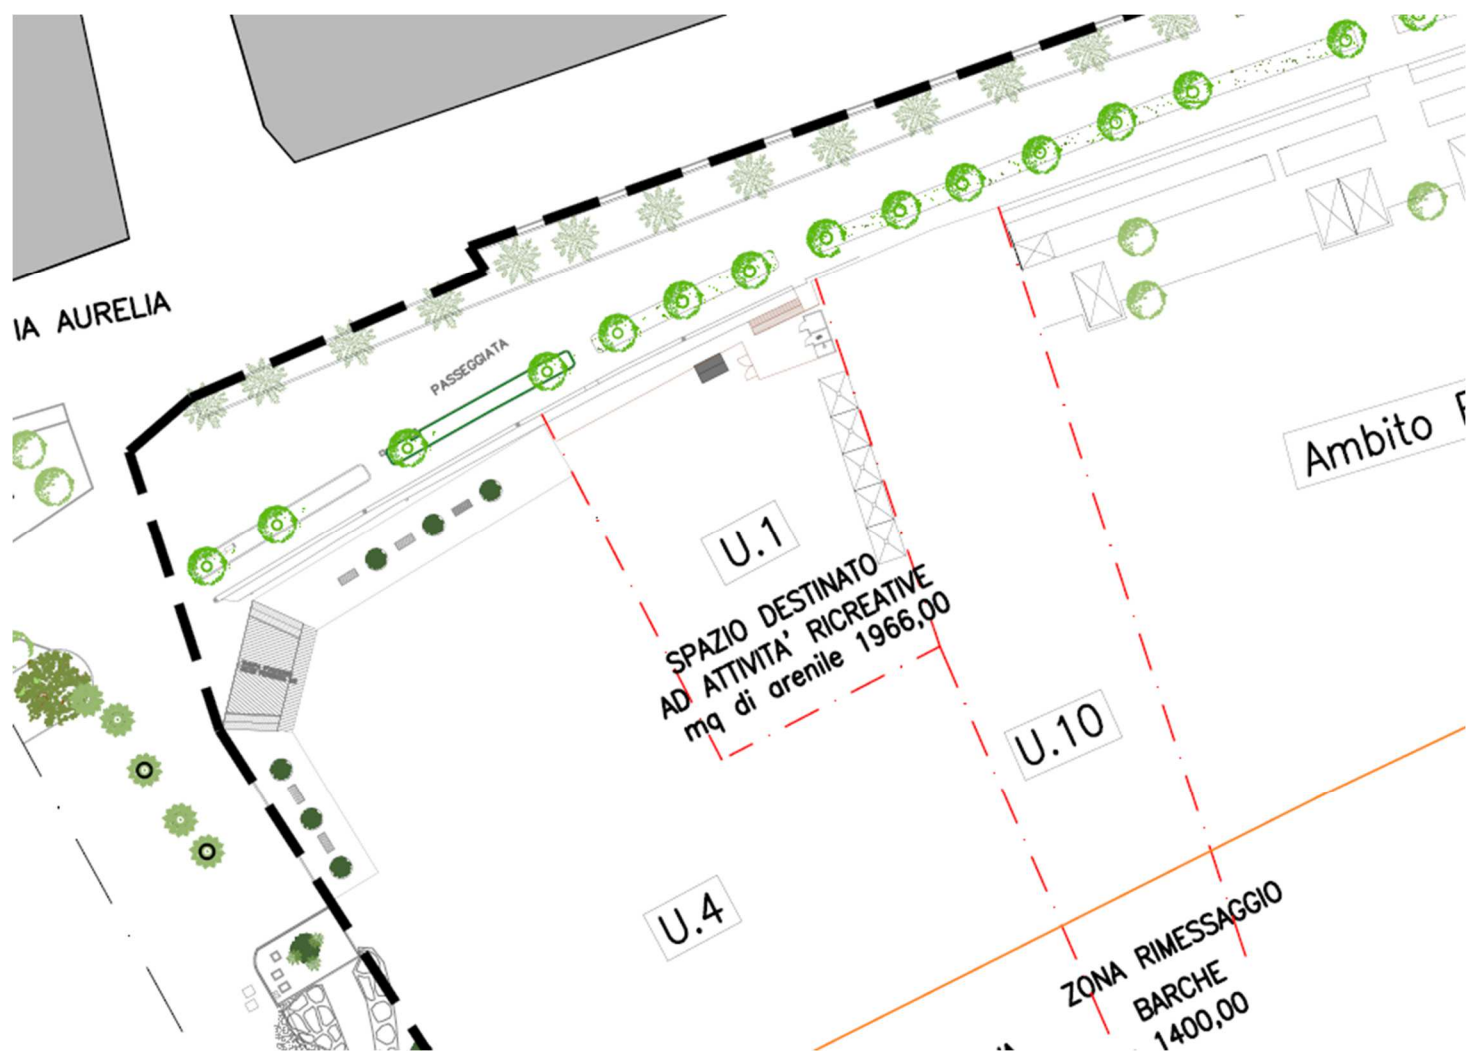 IA AURELIA
PASSEGGIATA
Ambito
U.1
SPAZIO DESTINATO
AD ATTIVITA' RICREATIVE
mq di arenile 1966,00
U.10
U.4
ZONA RIMESSAGGIO
BARCHE
1400,00